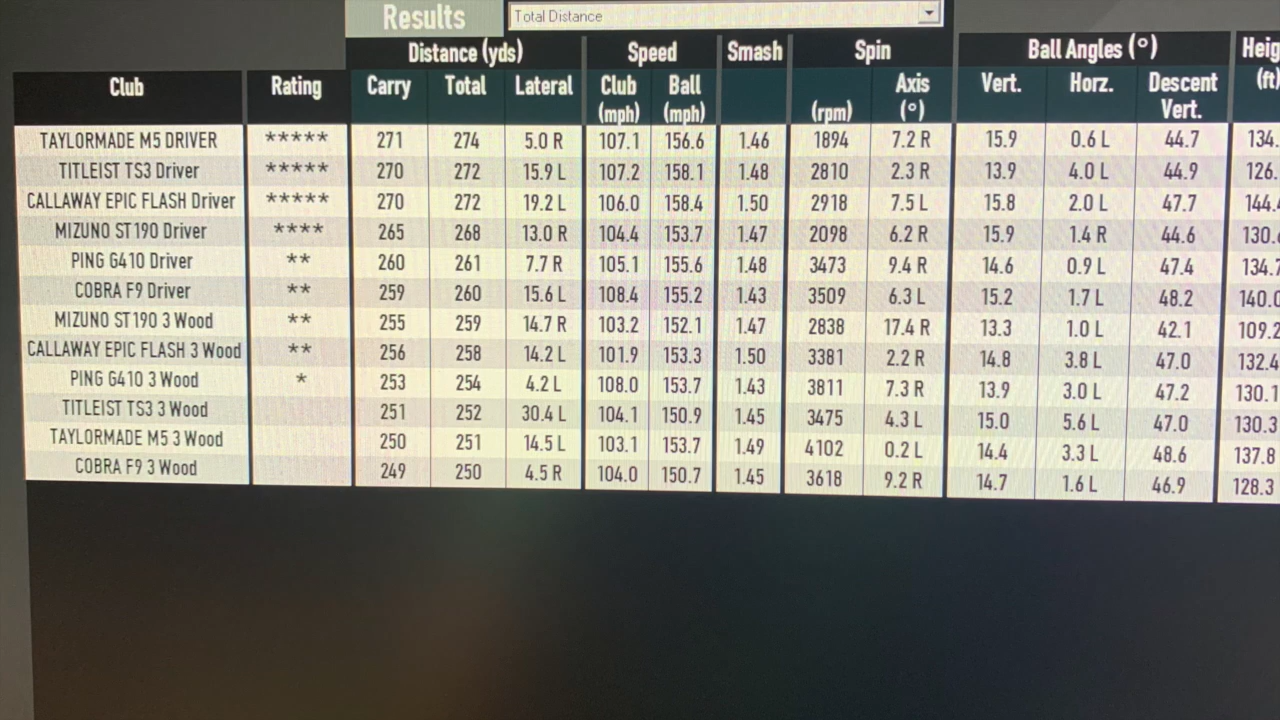 Results Total Distance
Distance (yds) Speed Smash Spin Ball Angles (°) Heig
Club Rating Carry Total Lateral Club (mph) Ball (mph) (rpm) Axis (°) Vert. Horz. Descent Vert. (ft)
TAYLORMADE M5 DRIVER ***** 271 274 5.0 R 107.1 156.6 1.46 1894 7.2 R 15.9 0.6 L 44.7 134.
TITLEIST TS3 Driver ***** 270 272 15.9 L 107.2 158.1 1.48 2810 2.3 R 13.9 4.0 L 44.9 126.
CALLAWAY EPIC FLASH Driver ***** 270 272 19.2 L 106.0 158.4 1.50 2918 7.5 L 15.8 2.0 L 47.7 144.4
MIZUNO ST190 Driver **** 265 268 13.0 R 104.4 153.7 1.47 2098 6.2 R 15.9 1.4 R 44.6 130.6
PING G410 Driver ** 260 261 7.7 R 105.1 155.6 1.48 3473 9.4 R 14.6 0.9 L 47.4 134.7
COBRA F9 Driver ** 259 260 15.6 L 108.4 155.2 1.43 3509 6.3 L 15.2 1.7 L 48.2 140.0
MIZUNO ST190 3 Wood ** 255 259 14.7 R 103.2 152.1 1.47 2838 17.4 R 13.3 1.0 L 42.1 109.2
CALLAWAY EPIC FLASH 3 Wood ** 256 258 14.2 L 101.9 153.3 1.50 3381 2.2 R 14.8 3.8 L 47.0 132.4
PING G410 3 Wood * 253 254 4.2 L 108.0 153.7 1.43 3811 7.3 R 13.9 3.0 L 47.2 130.1
TITLEIST TS3 3 Wood 251 252 30.4 L 104.1 150.9 1.45 3475 4.3 L 15.0 5.6 L 47.0 130.3
TAYLORMADE M5 3 Wood 250 251 14.5 L 103.1 153.7 1.49 4102 0.2 L 14.4 3.3 L 48.6 137.8
COBRA F9 3 Wood 249 250 4.5 R 104.0 150.7 1.45 3618 9.2 R 14.7 1.6 L 46.9 128.3